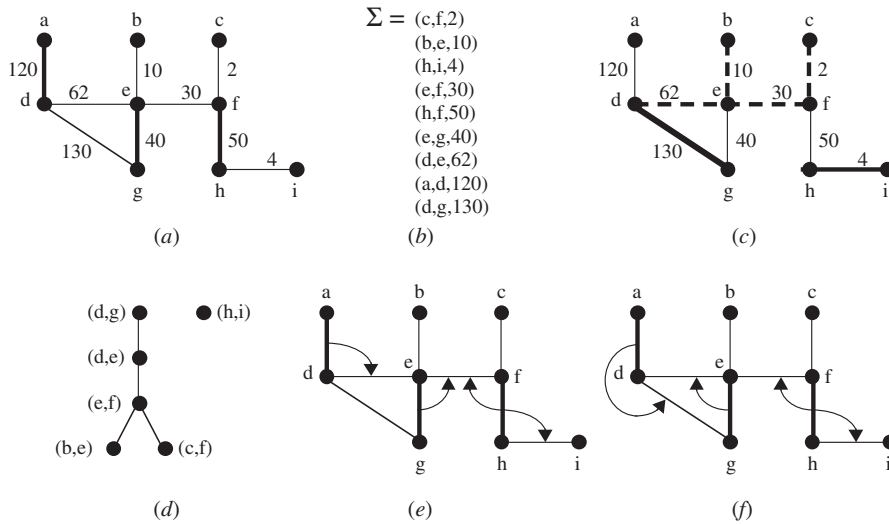 a b c
120 10 2
d 62 e 30 f
130 40 50 4
g h i
(a)
Σ = (c,f,2)
(b,e,10)
(h,i,4)
(e,f,30)
(h,f,50)
(e,g,40)
(d,e,62)
(a,d,120)
(d,g,130)
(b)
a b c
120 10 2
d 62 e 30 f
130 40 50 4
g h i
(c)
(d,g) (h,i)
(d,e)
(e,f)
(b,e) (c,f)
(d)
a b c
d e f
g h i
(e)
a b c
d e f
g h i
(f)